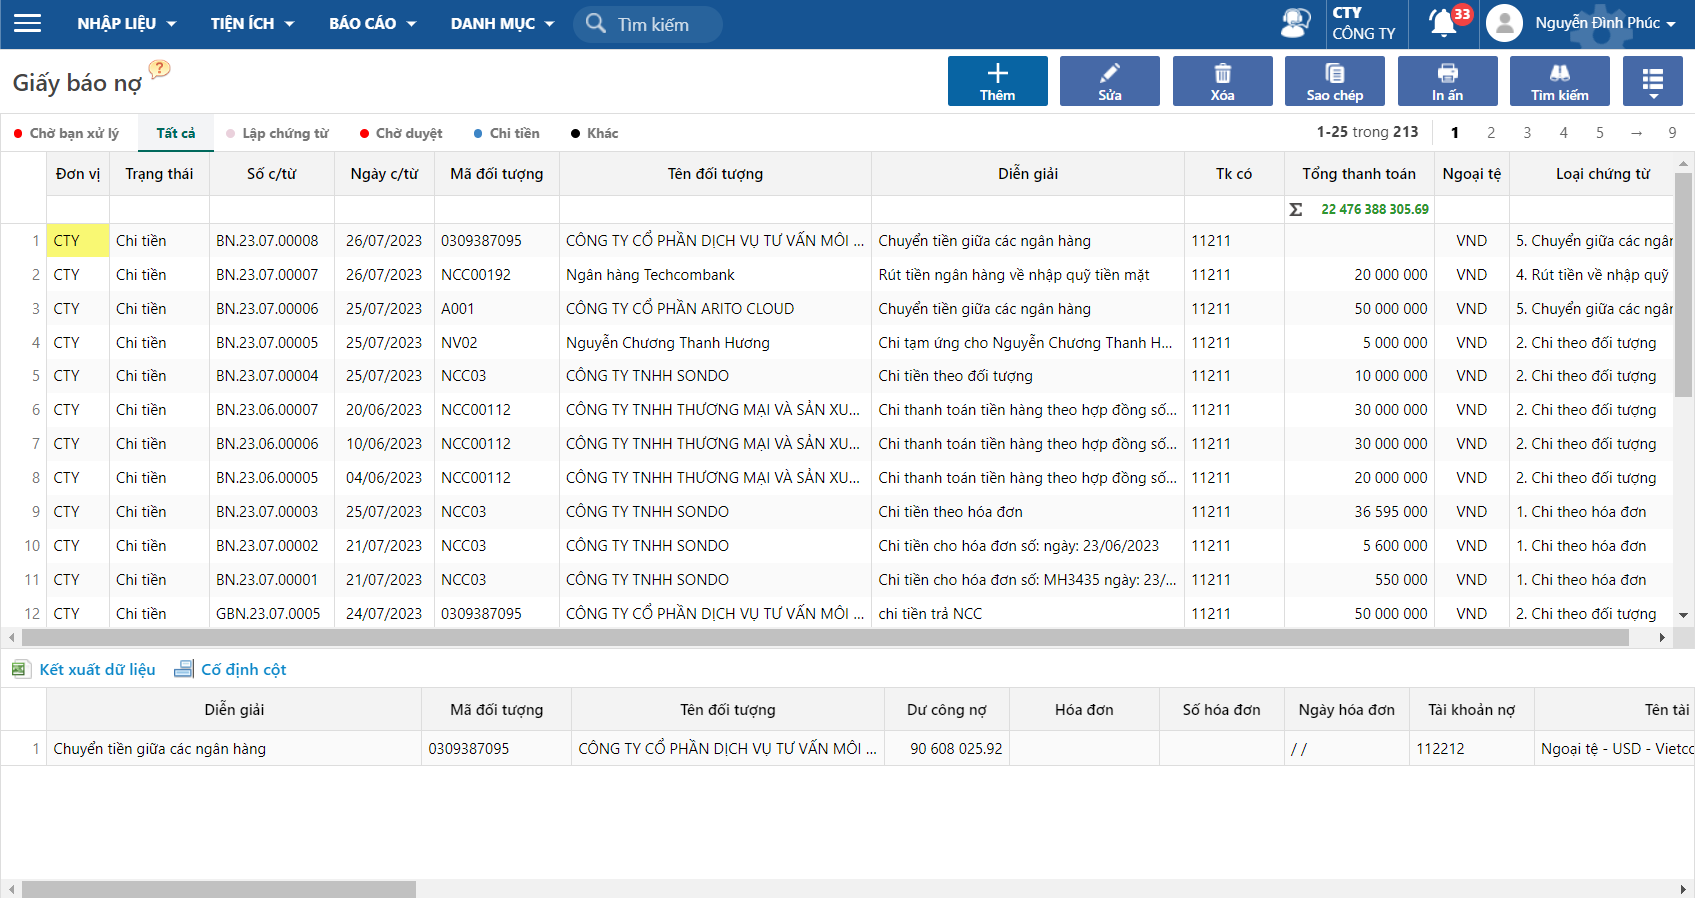 NHẬP LIỆU TIỆN ÍCH BÁO CÁO DANH MỤC Tìm kiếm CTY CÔNG TY 33 Nguyễn Đình Phúc
Giấy báo nợ ? Thêm Sửa Xóa Sao chép In ấn Tìm kiếm
Chờ bạn xử lý Tất cả Lập chứng từ Chờ duyệt Chi tiền Khác 1-25 trong 213 1 2 3 4 5 → 9
Đơn vị Trạng thái Số c/từ Ngày c/từ Mã đối tượng Tên đối tượng Diễn giải Tk có Tổng thanh toán Ngoại tệ Loại chứng từ
Σ 22 476 388 305.69
1 CTY Chi tiền BN.23.07.00008 26/07/2023 0309387095 CÔNG TY CỔ PHẦN DỊCH VỤ TƯ VẤN MÔI ... Chuyển tiền giữa các ngân hàng 11211 VND 5. Chuyển giữa các ngân
2 CTY Chi tiền BN.23.07.00007 26/07/2023 NCC00192 Ngân hàng Techcombank Rút tiền ngân hàng về nhập quỹ tiền mặt 11211 20 000 000 VND 4. Rút tiền về nhập quỹ
3 CTY Chi tiền BN.23.07.00006 25/07/2023 A001 CÔNG TY CỔ PHẦN ARITO CLOUD Chuyển tiền giữa các ngân hàng 11211 50 000 000 VND 5. Chuyển giữa các ngân
4 CTY Chi tiền BN.23.07.00005 25/07/2023 NV02 Nguyễn Chương Thanh Hương Chi tạm ứng cho Nguyễn Chương Thanh H... 11211 5 000 000 VND 2. Chi theo đối tượng
5 CTY Chi tiền BN.23.07.00004 25/07/2023 NCC03 CÔNG TY TNHH SONDO Chi tiền theo đối tượng 11211 10 000 000 VND 2. Chi theo đối tượng
6 CTY Chi tiền BN.23.06.00007 20/06/2023 NCC00112 CÔNG TY TNHH THƯƠNG MẠI VÀ SẢN XU... Chi thanh toán tiền hàng theo hợp đồng số... 11211 30 000 000 VND 2. Chi theo đối tượng
7 CTY Chi tiền BN.23.06.00006 10/06/2023 NCC00112 CÔNG TY TNHH THƯƠNG MẠI VÀ SẢN XU... Chi thanh toán tiền hàng theo hợp đồng số... 11211 30 000 000 VND 2. Chi theo đối tượng
8 CTY Chi tiền BN.23.06.00005 04/06/2023 NCC00112 CÔNG TY TNHH THƯƠNG MẠI VÀ SẢN XU... Chi thanh toán tiền hàng theo hợp đồng số... 11211 20 000 000 VND 2. Chi theo đối tượng
9 CTY Chi tiền BN.23.07.00003 25/07/2023 NCC03 CÔNG TY TNHH SONDO Chi tiền theo hóa đơn 11211 36 595 000 VND 1. Chi theo hóa đơn
10 CTY Chi tiền BN.23.07.00002 21/07/2023 NCC03 CÔNG TY TNHH SONDO Chi tiền cho hóa đơn số: ngày: 23/06/2023 11211 5 600 000 VND 1. Chi theo hóa đơn
11 CTY Chi tiền BN.23.07.00001 21/07/2023 NCC03 CÔNG TY TNHH SONDO Chi tiền cho hóa đơn số: MH3435 ngày: 23/... 11211 550 000 VND 1. Chi theo hóa đơn
12 CTY Chi tiền GBN.23.07.0005 24/07/2023 0309387095 CÔNG TY CỔ PHẦN DỊCH VỤ TƯ VẤN MÔI ... chi tiền trả NCC 11211 50 000 000 VND 2. Chi theo đối tượng
Kết xuất dữ liệu Cố định cột
Diễn giải Mã đối tượng Tên đối tượng Dư công nợ Hóa đơn Số hóa đơn Ngày hóa đơn Tài khoản nợ Tên tài
1 Chuyển tiền giữa các ngân hàng 0309387095 CÔNG TY CỔ PHẦN DỊCH VỤ TƯ VẤN MÔI ... 90 608 025.92 / / 112212 Ngoại tệ - USD - Vietco